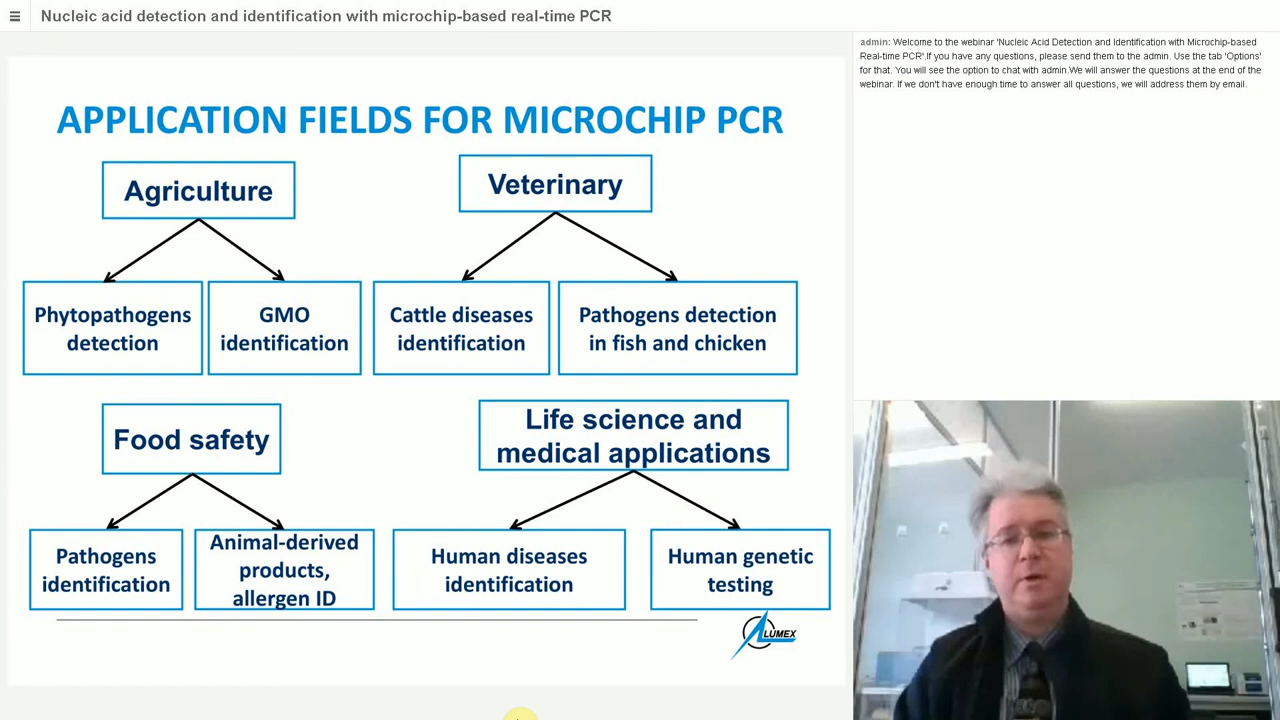 Nucleic acid detection and identification with microchip-based real-time PCR
admin: Welcome to the webinar 'Nucleic Acid Detection and Identification with Microchip-based
Real-time PCR'.If you have any questions, please send them to the admin. Use the tab 'Options'
for that. You will see the option to chat with admin.We will answer the questions at the end of the
webinar. If we don't have enough time to answer all questions, we will address them by email.
APPLICATION FIELDS FOR MICROCHIP PCR
Agriculture
Veterinary
Phytopathogens
detection
GMO
identification
Cattle diseases
identification
Pathogens detection
in fish and chicken
Food safety
Life science and
medical applications
Pathogens
identification
Animal-derived
products,
allergen ID
Human diseases
identification
Human genetic
testing
LUMEX